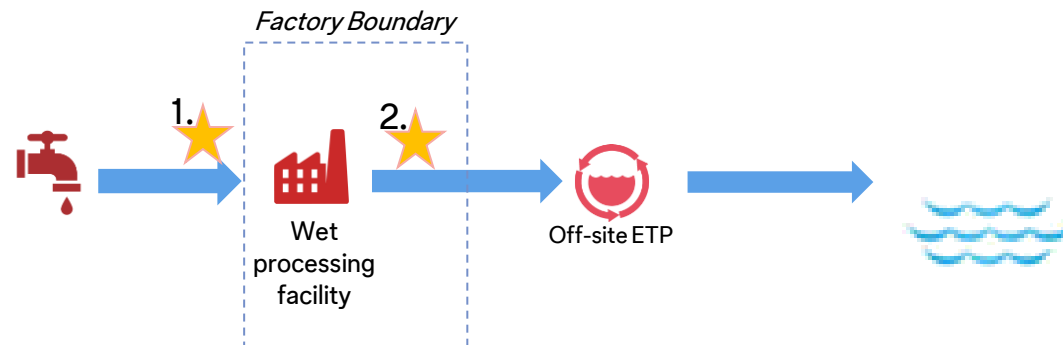 Factory Boundary
1.
2.
Wet
processing
facility
Off-site ETP